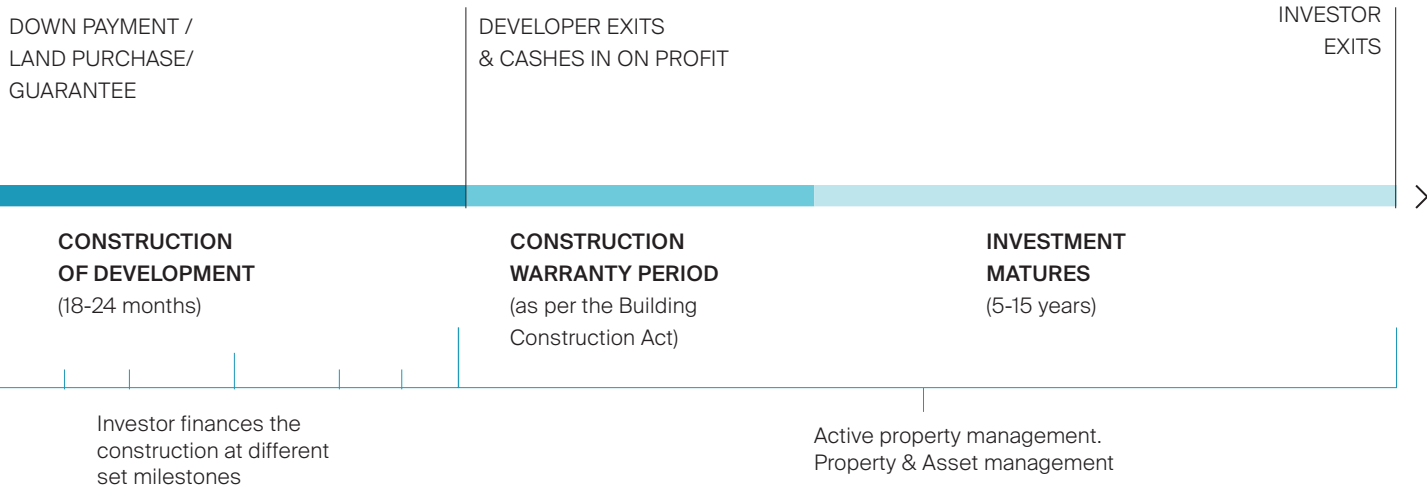 DOWN PAYMENT /
LAND PURCHASE/
GUARANTEE
DEVELOPER EXITS
& CASHES IN ON PROFIT
INVESTOR
EXITS
CONSTRUCTION
OF DEVELOPMENT
(18-24 months)
CONSTRUCTION
WARRANTY PERIOD
(as per the Building
Construction Act)
INVESTMENT
MATURES
(5-15 years)
Investor finances the
construction at different
set milestones
Active property management.
Property & Asset management